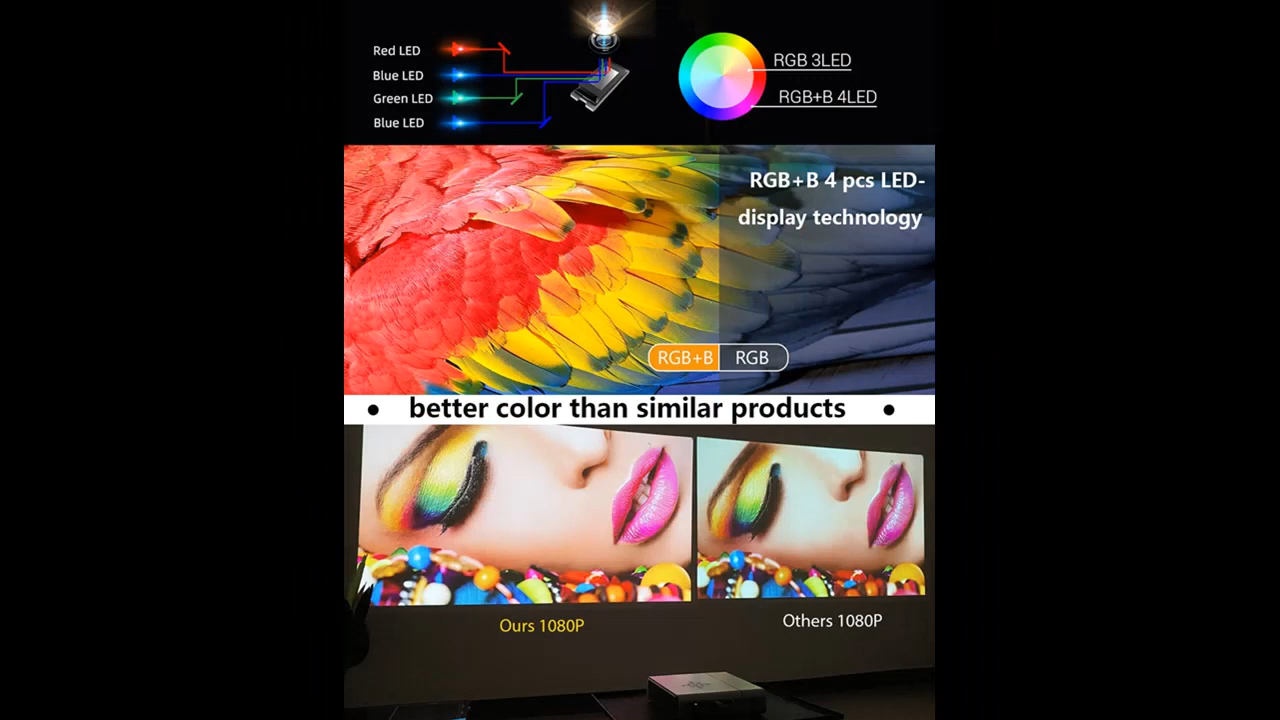 Red LED
Blue LED
Green LED
Blue LED
RGB 3LED
RGB+B 4LED
RGB+B 4 pcs LED-
display technology
RGB+B RGB
• better color than similar products •
Ours 1080P
Others 1080P